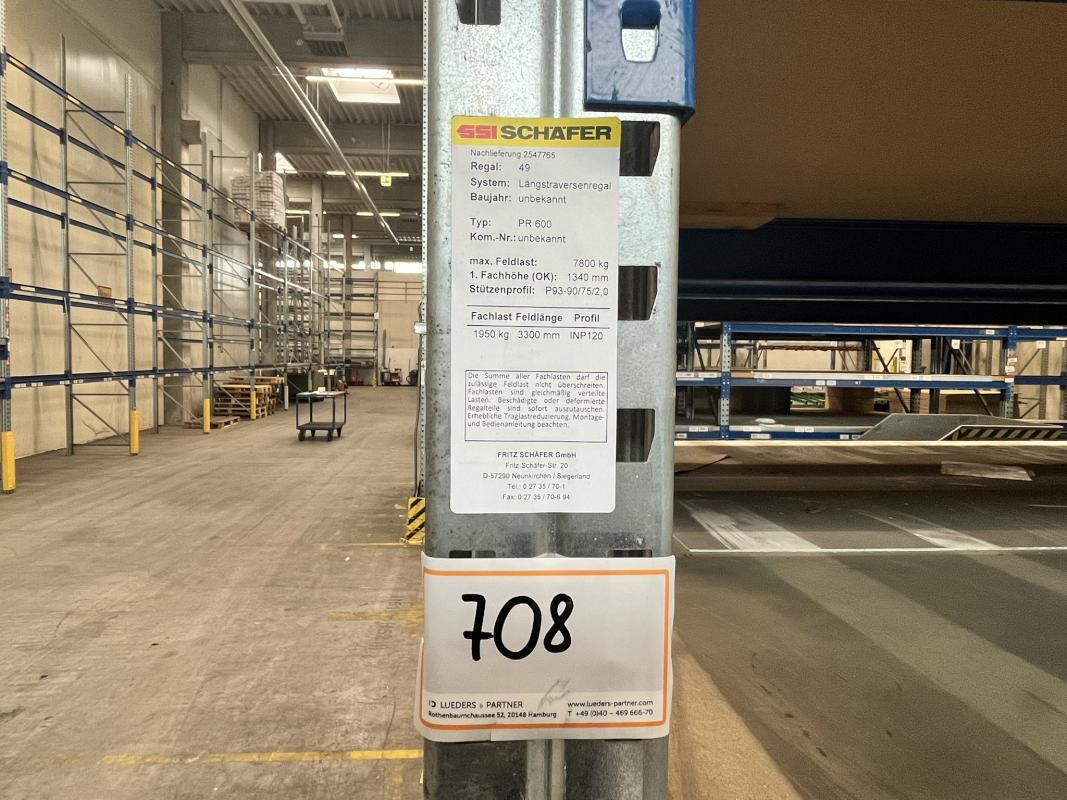 SSI SCHÄFER
Nachlieferung 2547765
Regal: 49
System: Längstraversenregal
Baujahr: unbekannt
Typ: PR 600
Kom.-Nr.: unbekannt
max. Feldlast: 7800 kg
1. Fachhöhe (OK): 1340 mm
Stützenprofil: P93-90/75/2,0
Fachlast Feldlänge Profil
1950 kg 3300 mm INP120
Die Summe aller Fachlasten darf die
zulässige Feldlast nicht überschreiten.
Fachlasten sind gleichmäßig verteilte
Lasten. Beschädigte oder deformierte
Regalteile sind sofort auszutauschen.
Erhebliche Traglastreduzierung. Montage-
und Bedienanleitung beachten.
FRITZ SCHÄFER GmbH
Fritz-Schäfer-Str. 20
D-57290 Neunkirchen / Siegerland
Tel.: 0 27 35 / 70-1
Fax: 0 27 35 / 70-6 94
708
LUEDERS & PARTNER www.lueders-partner.com
Rothenbaumchaussee 52, 20148 Hamburg T +49 (0)40 – 469 666-70